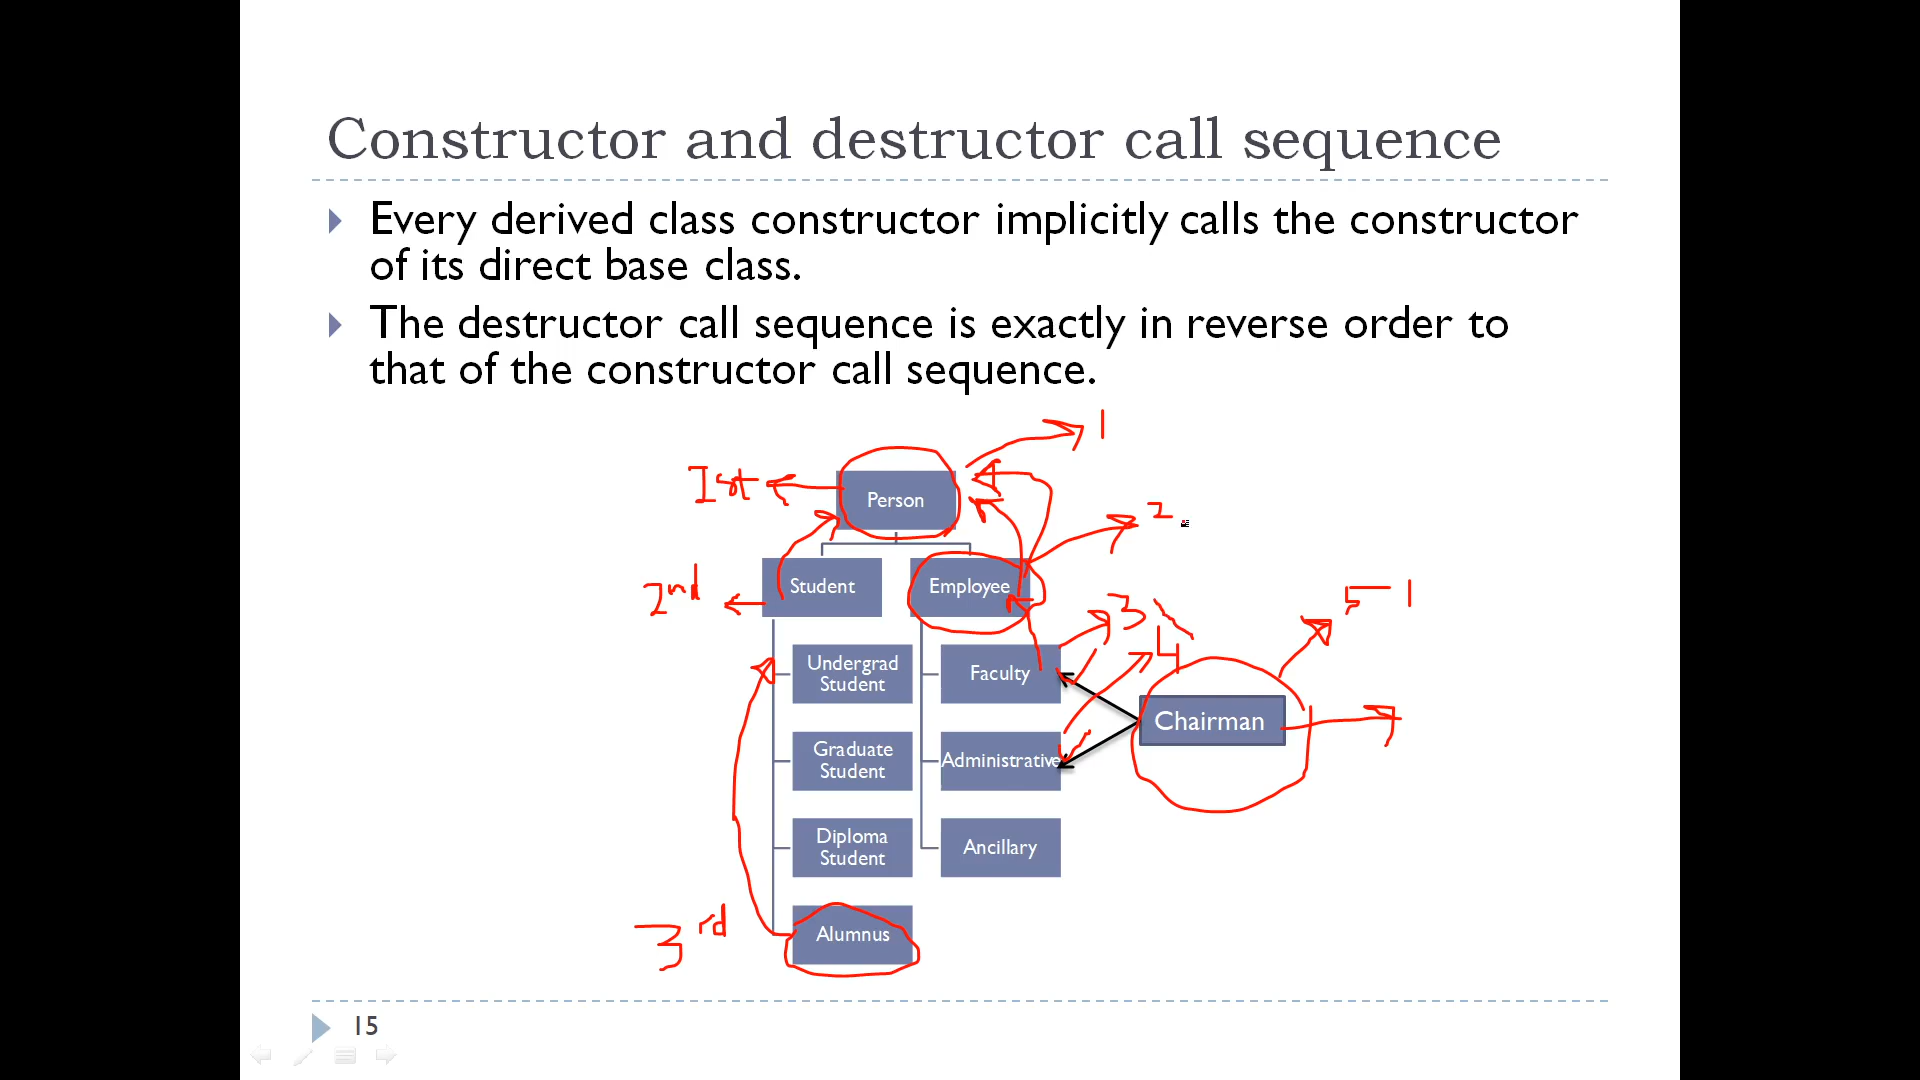 Constructor and destructor call sequence
Every derived class constructor implicitly calls the constructor
of its direct base class.
The destructor call sequence is exactly in reverse order to
that of the constructor call sequence.
1
1st
Person
2
2nd
Student
Employee
3
5 1
4
Undergrad
Student
Faculty
Chairman
Graduate
Student
Administrative
Diploma
Student
Ancillary
3rd
Alumnus
15